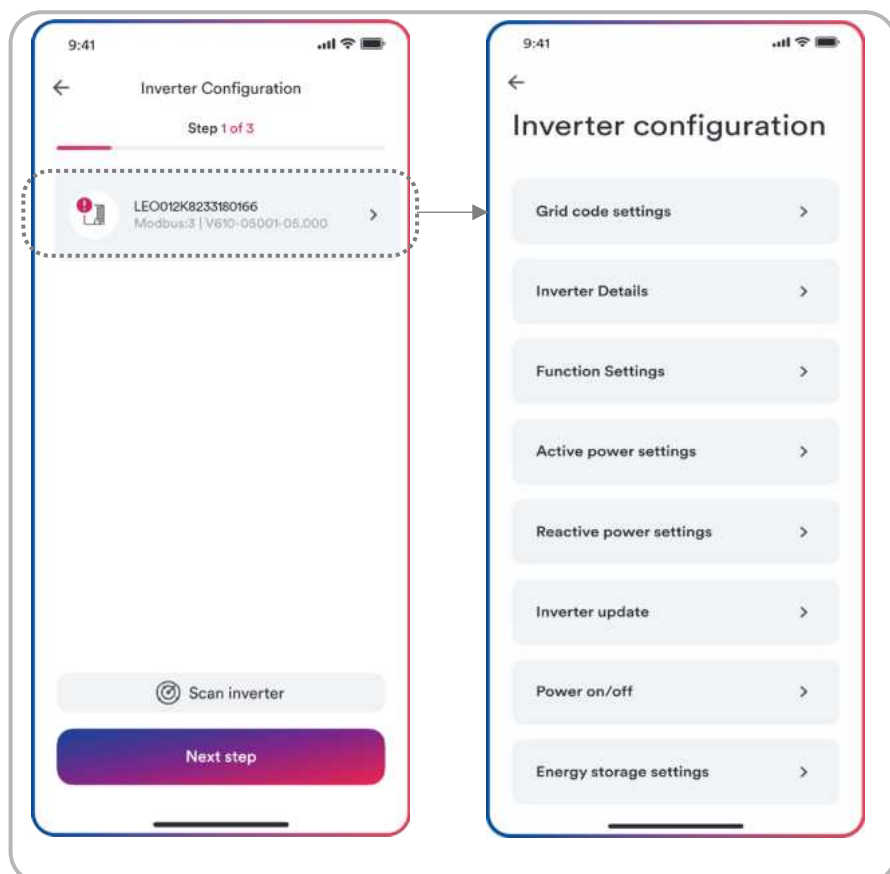 9:41
Inverter Configuration
Step 1 of 3
LEO012K8233180166
Modbus:3 | V610-05001-05.000
Scan inverter
Next step
9:41
Inverter configuration
Grid code settings
Inverter Details
Function Settings
Active power settings
Reactive power settings
Inverter update
Power on/off
Energy storage settings